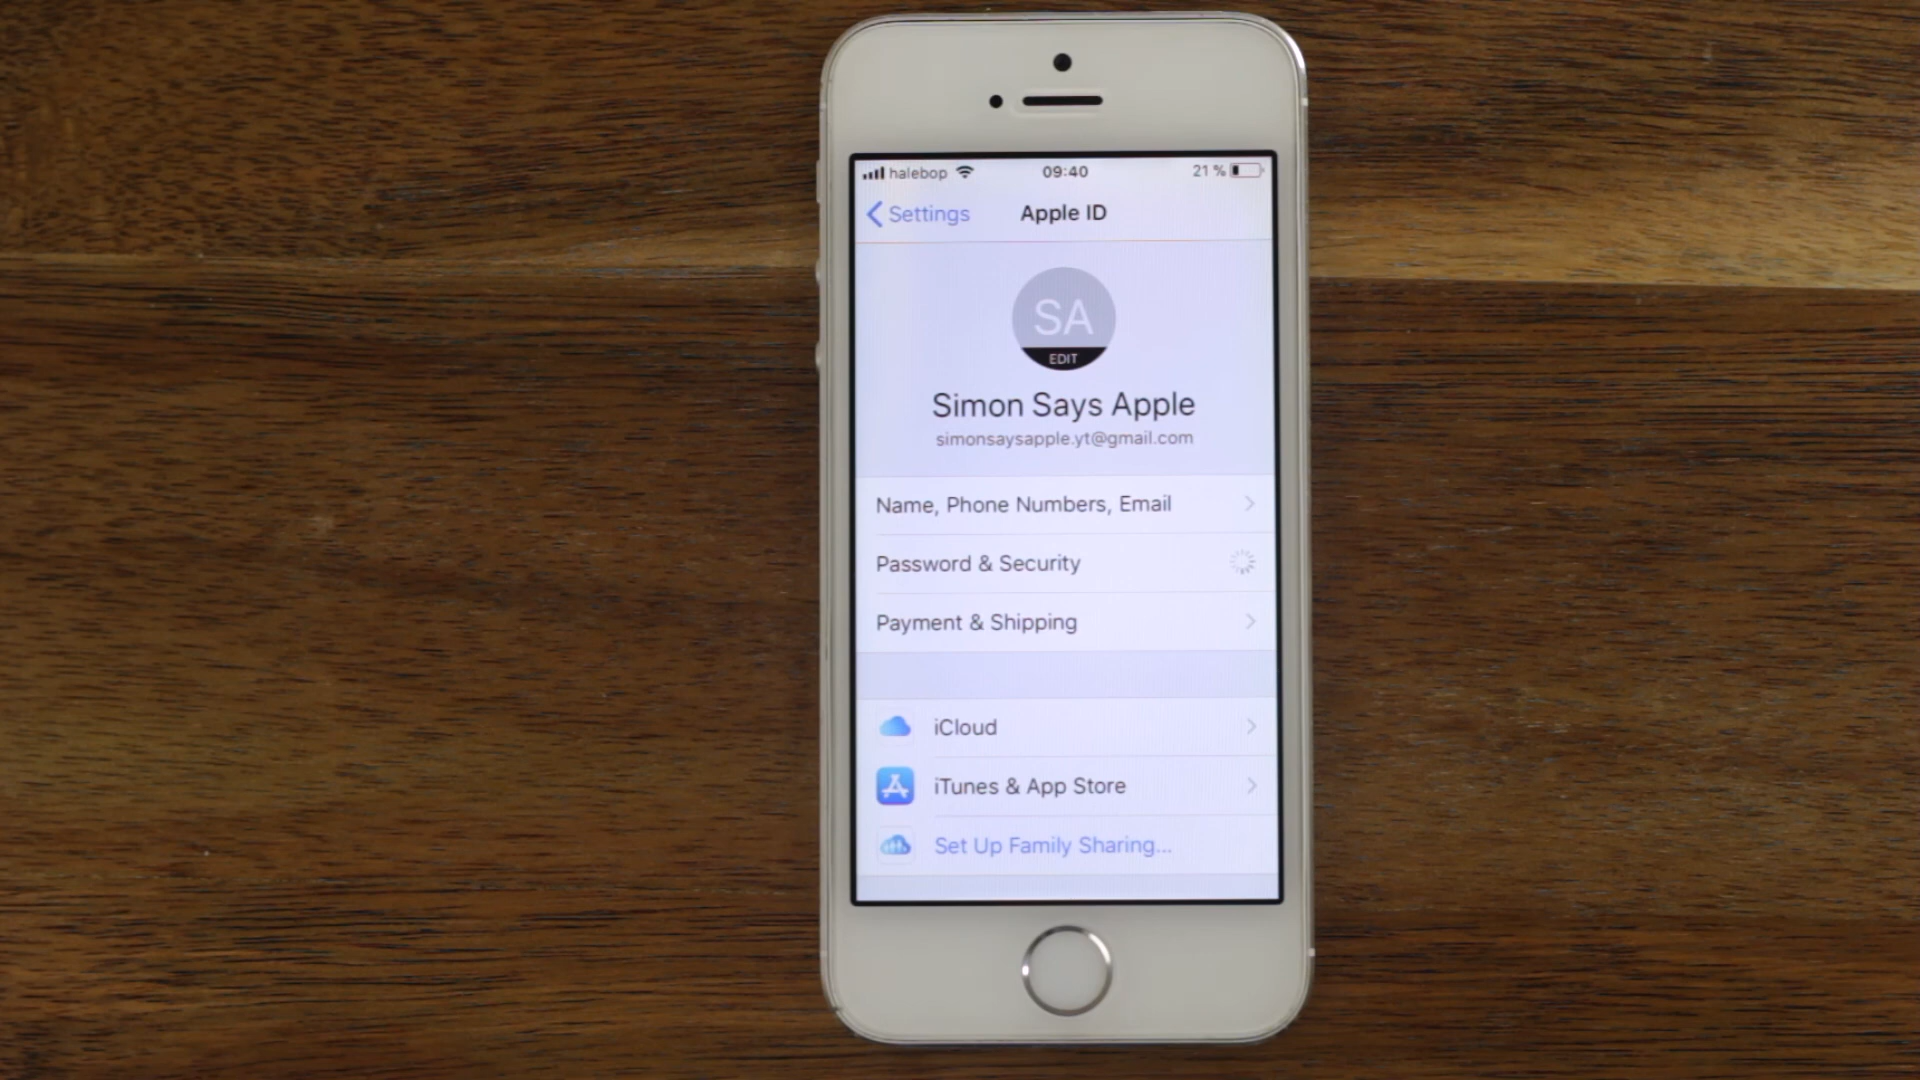 halebop 09:40 21 %
Settings Apple ID
SA
EDIT
Simon Says Apple
simonsaysapple.yt@gmail.com
Name, Phone Numbers, Email
Password & Security
Payment & Shipping
iCloud
iTunes & App Store
Set Up Family Sharing...